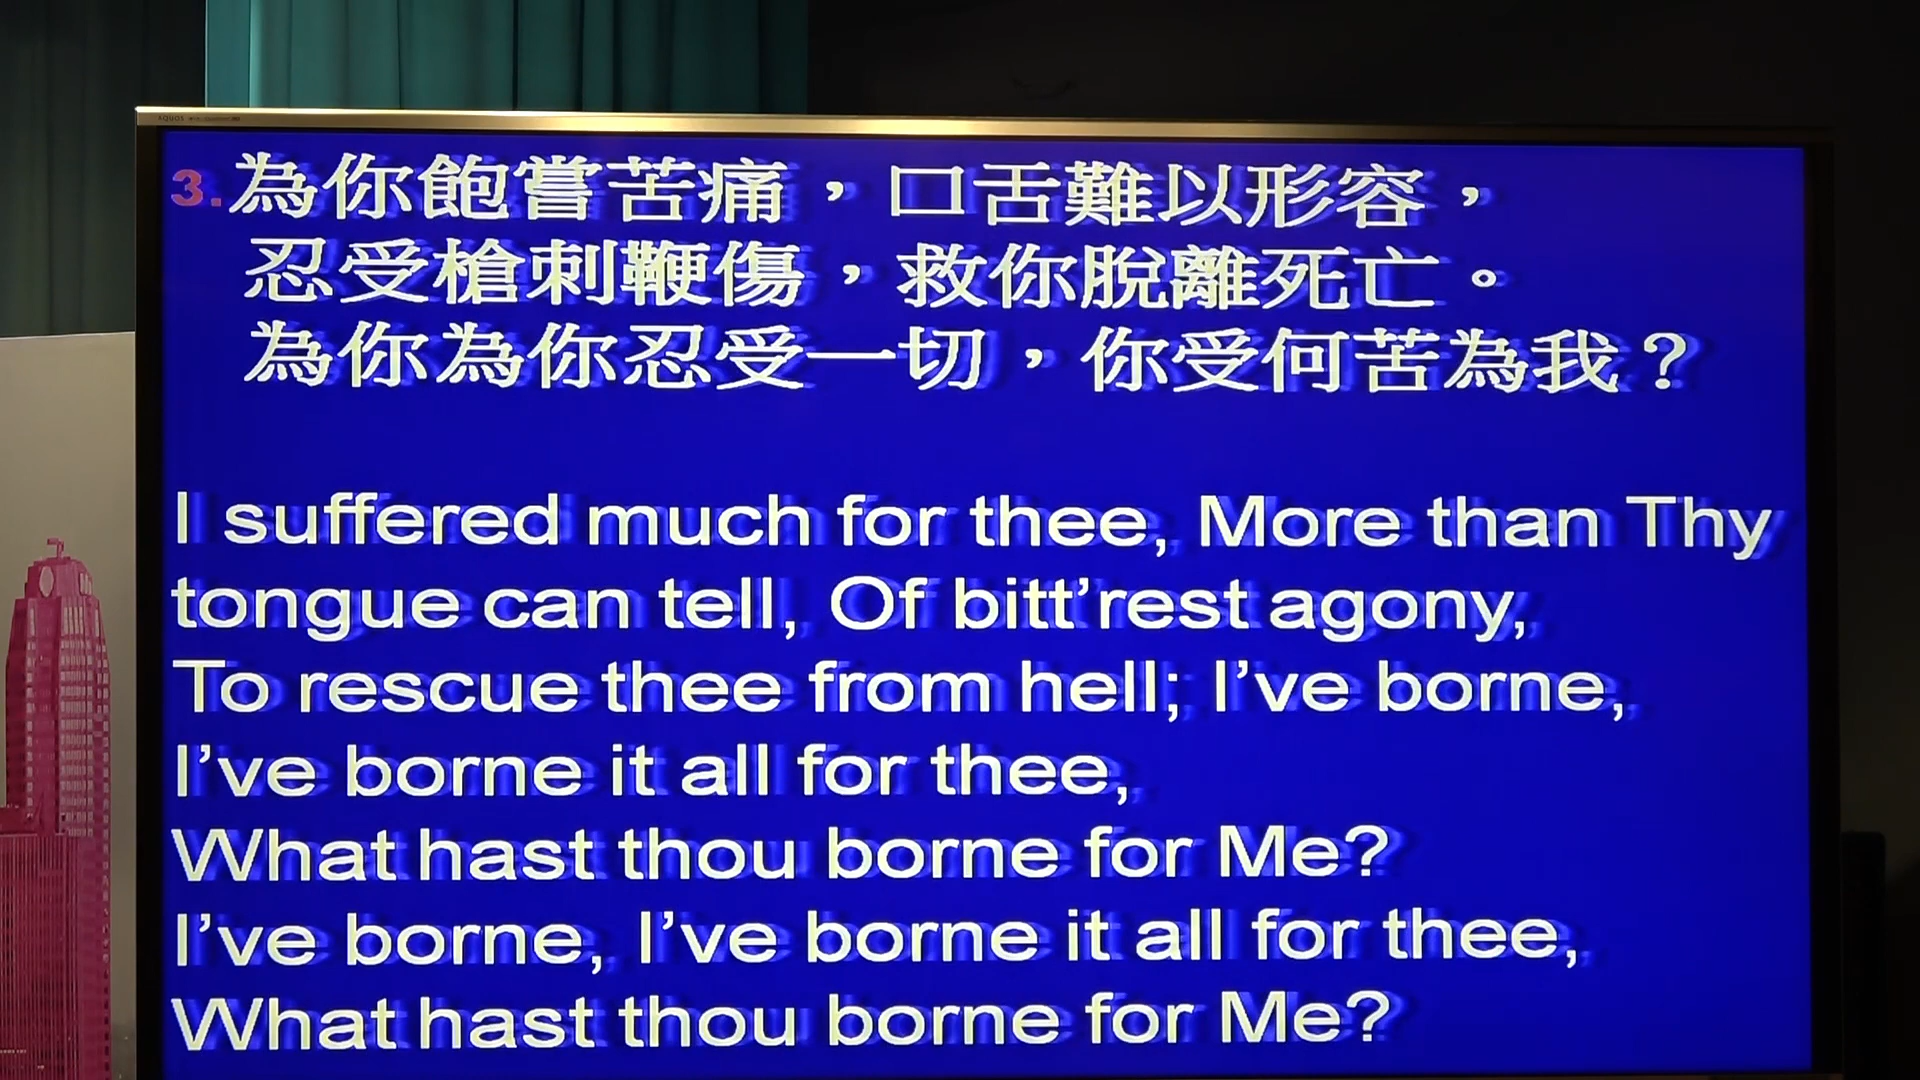 3.為你飽嘗苦痛，口舌難以形容，
忍受槍刺鞭傷，救你脫離死亡。
為你為你忍受一切，你受何苦為我？
I suffered much for thee, More than Thy
tongue can tell, Of bitt’rest agony,
To rescue thee from hell; I’ve borne,
I’ve borne it all for thee,
What hast thou borne for Me?
I’ve borne, I’ve borne it all for thee,
What hast thou borne for Me?